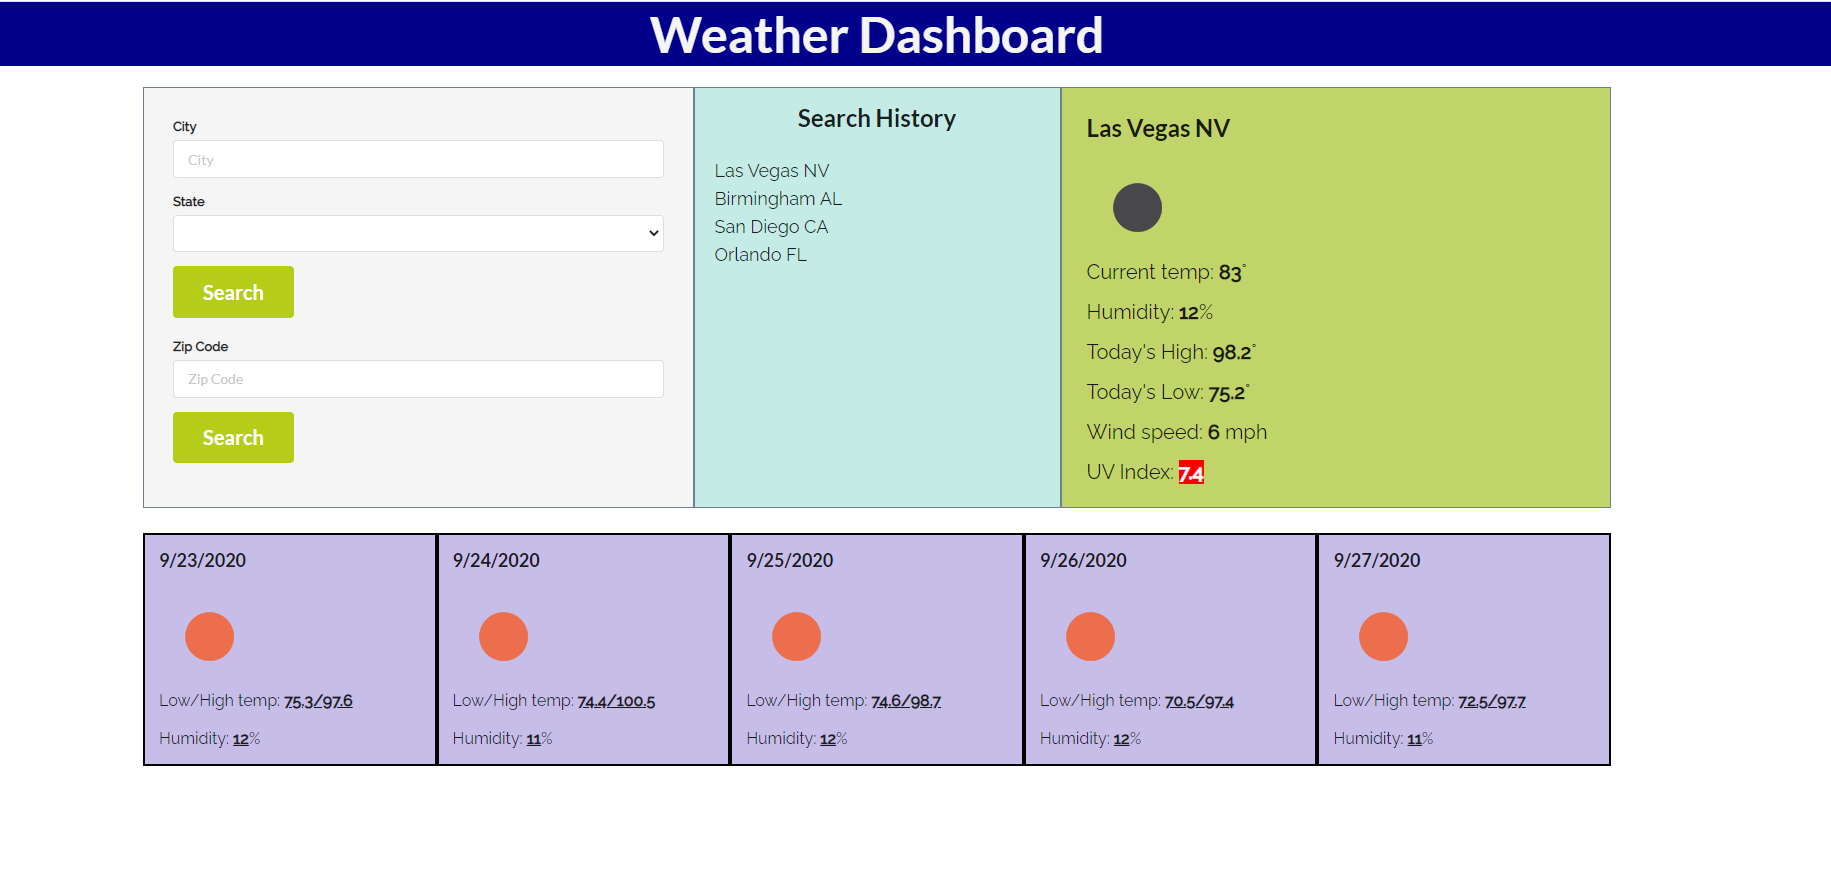 Weather Dashboard
City
City
State
Search
Zip Code
Zip Code
Search
Search History
Las Vegas NV
Birmingham AL
San Diego CA
Orlando FL
Las Vegas NV
Current temp: 83°
Humidity: 12%
Today's High: 98.2°
Today's Low: 75.2°
Wind speed: 6 mph
UV Index: 7.4
9/23/2020
Low/High temp: 75.3/97.6
Humidity: 12%
9/24/2020
Low/High temp: 74.4/100.5
Humidity: 11%
9/25/2020
Low/High temp: 74.6/98.7
Humidity: 12%
9/26/2020
Low/High temp: 70.5/97.4
Humidity: 12%
9/27/2020
Low/High temp: 72.5/97.7
Humidity: 11%